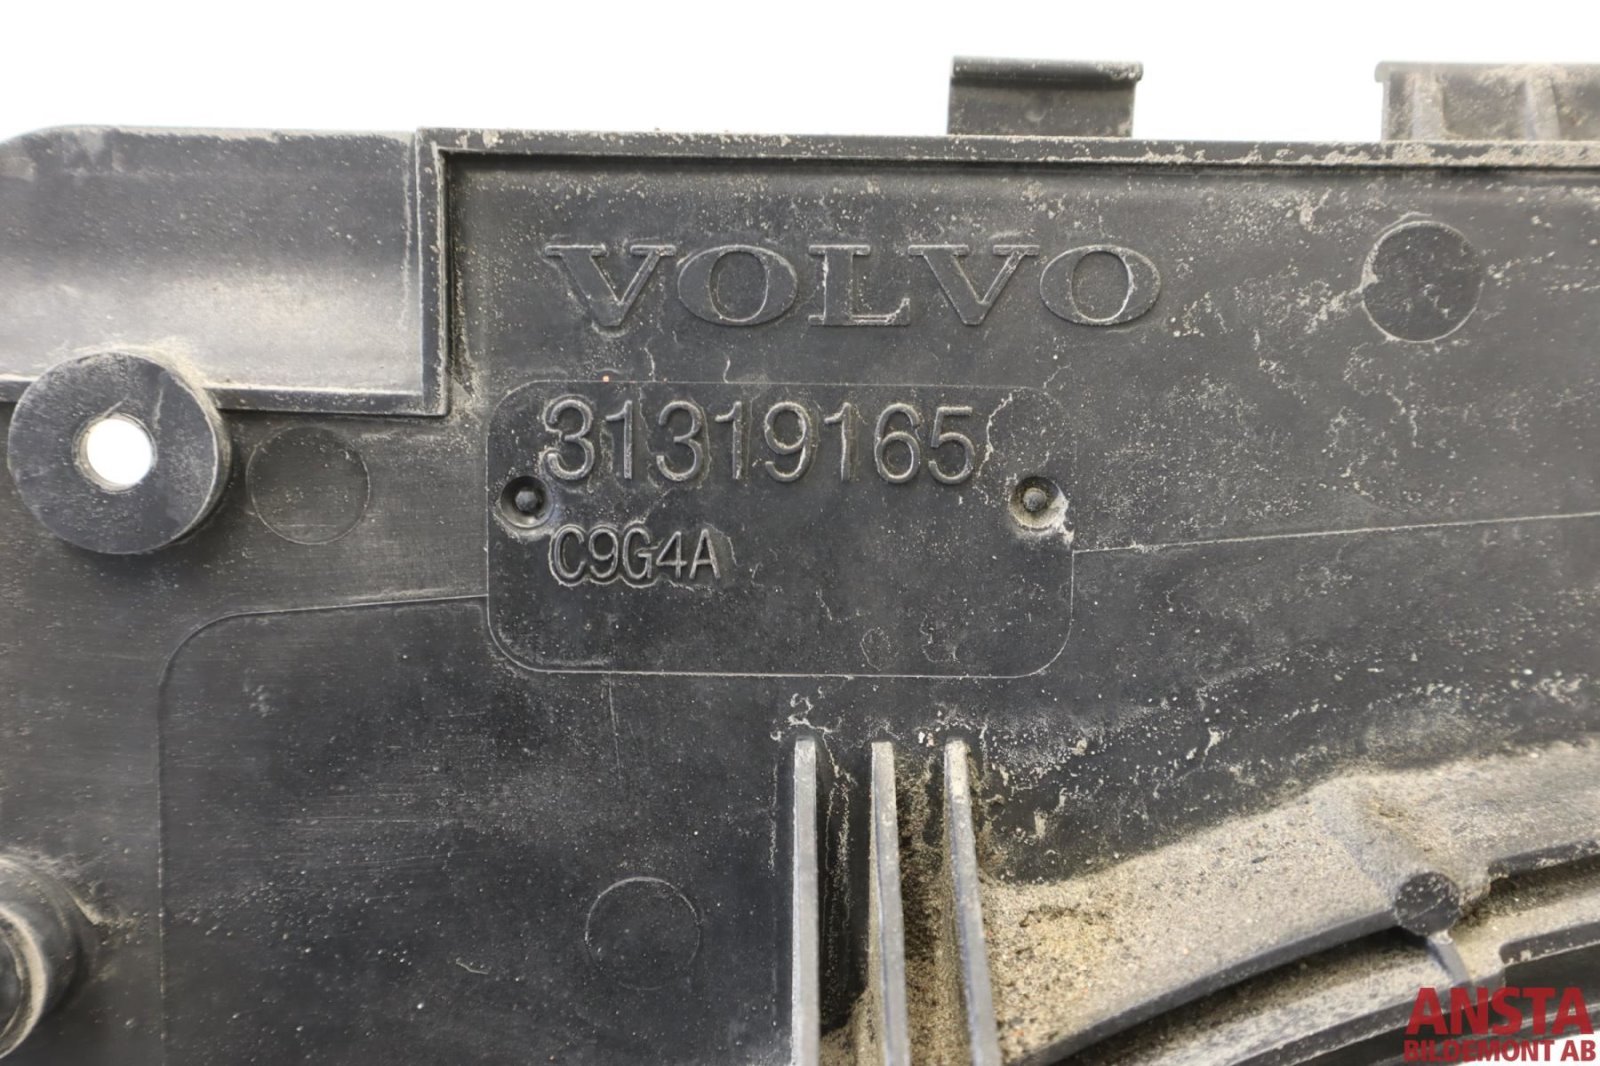 VOLVO
31319165
C9G4A
ANSTA
BILDEMONT AB